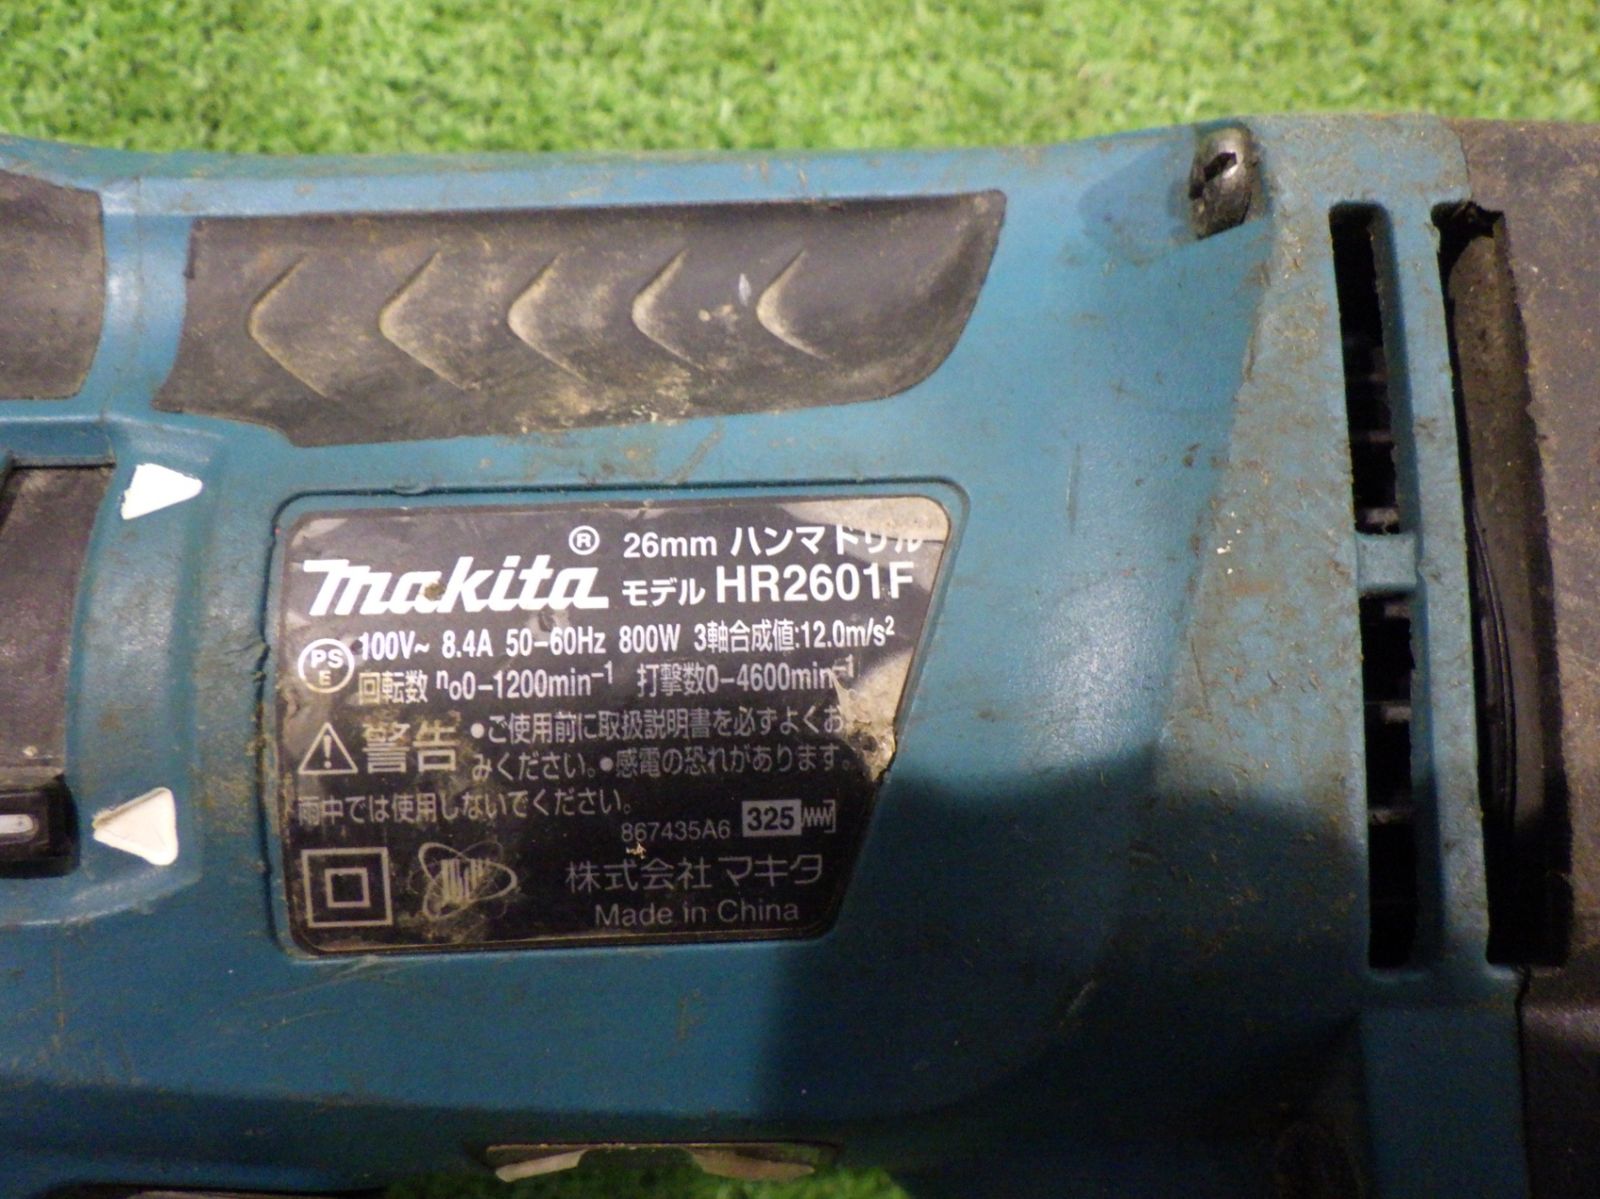 makita® 26mm ハンマドリル
モデル HR2601F
100V~ 8.4A 50-60Hz 800W 3軸合成値:12.0m/s²
PS
E
回転数 no0-1200min⁻¹ 打撃数0-4600min⁻¹
警告 •ご使用前に取扱説明書を必ずよくお
みください。•感電の恐れがあります。
雨中では使用しないでください。
867435A6 325
株式会社マキタ
Made in China